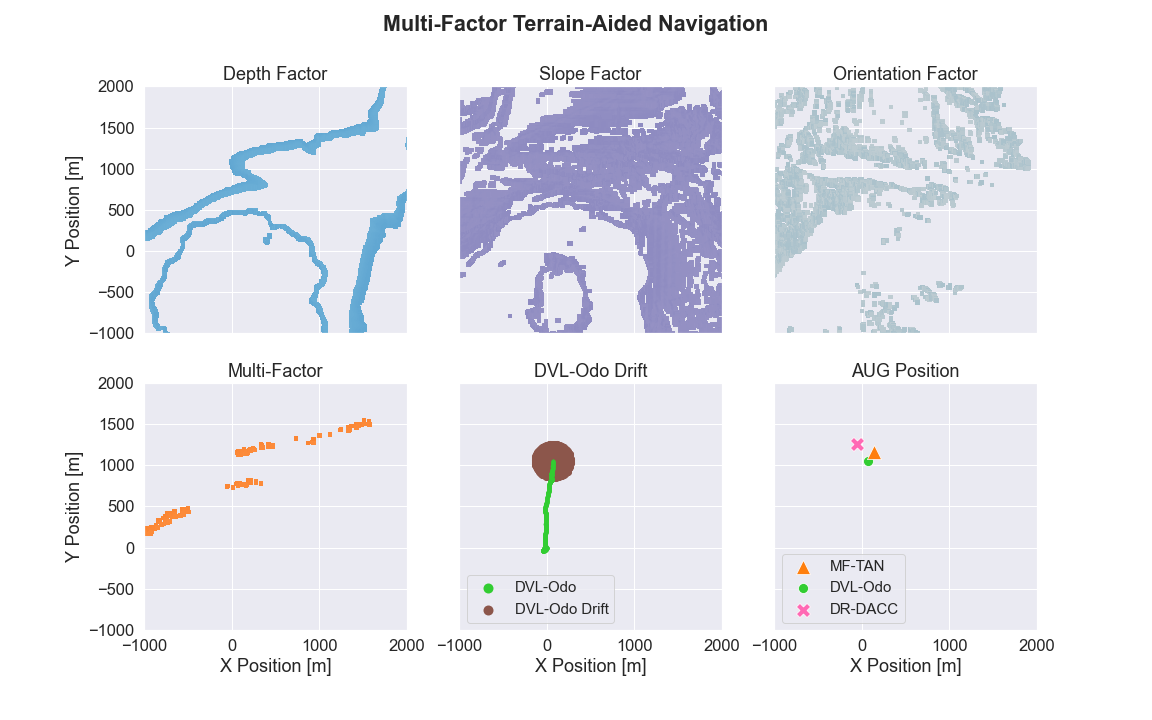 Multi-Factor Terrain-Aided Navigation
Depth Factor
Slope Factor
Orientation Factor
2000
1500
1000
500
0
−500
−1000
Y Position [m]
Multi-Factor
DVL-Odo Drift
AUG Position
2000
1500
1000
500
0
−500
−1000
Y Position [m]
DVL-Odo
DVL-Odo Drift
MF-TAN
DVL-Odo
DR-DACC
−1000 0 1000 2000
−1000 0 1000 2000
−1000 0 1000 2000
X Position [m]
X Position [m]
X Position [m]